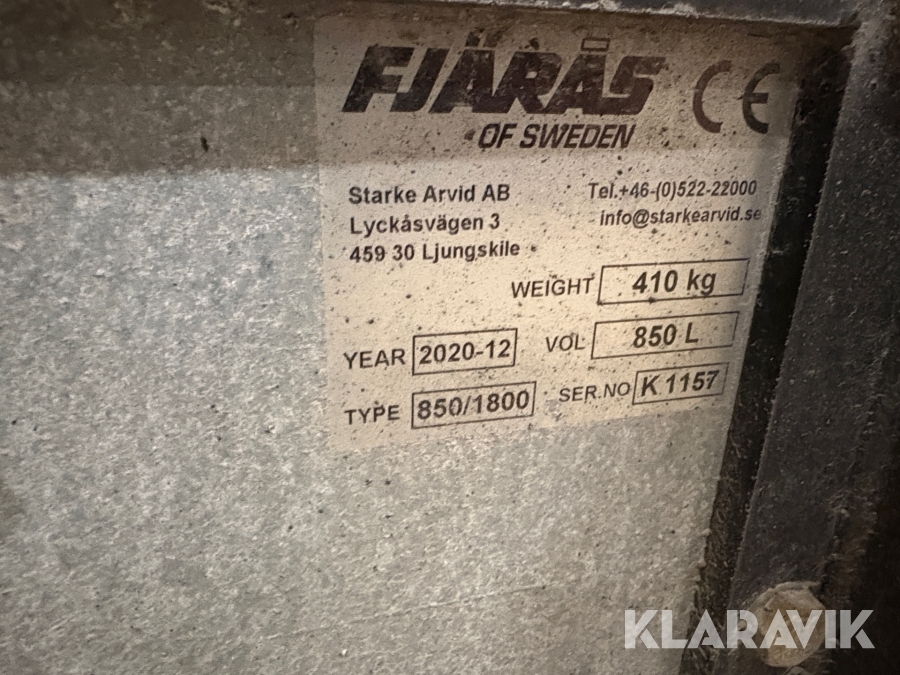 FJÄRÅS
OF SWEDEN
CE
Starke Arvid AB
Lyckåsvägen 3
459 30 Ljungskile
Tel.+46-(0)522-22000
info@starkearvid.se
WEIGHT 410 kg
YEAR 2020-12 VOL 850 L
TYPE 850/1800 SER.NO K 1157
KLARAVIK